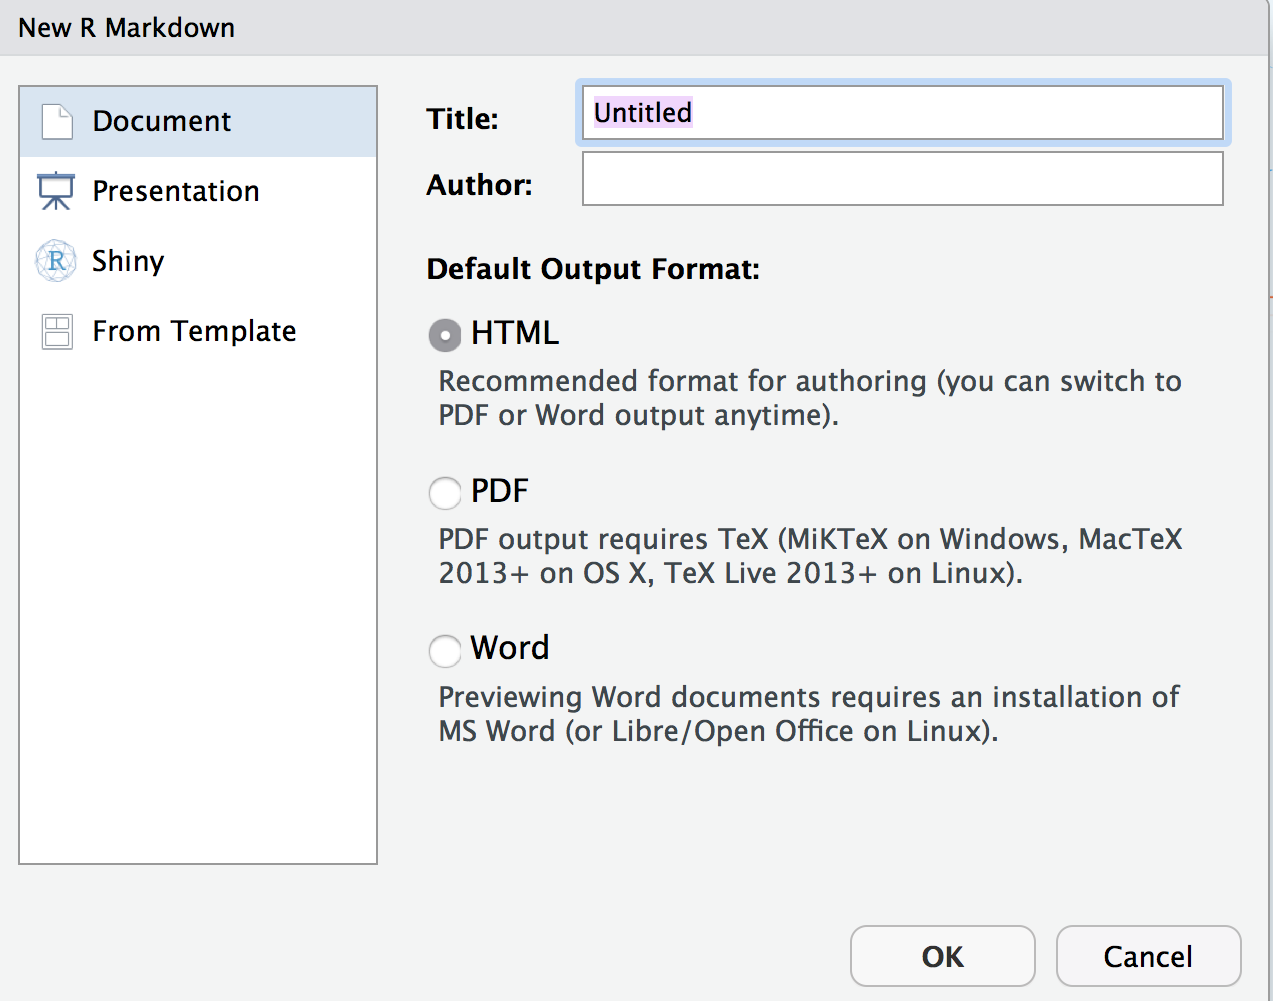 New R Markdown
Document
Presentation
R
Shiny
From Template
Title:
Untitled
Author:
Default Output Format:
HTML
Recommended format for authoring (you can switch to
PDF or Word output anytime).
PDF
PDF output requires TeX (MiKTeX on Windows, MacTeX
2013+ on OS X, TeX Live 2013+ on Linux).
Word
Previewing Word documents requires an installation of
MS Word (or Libre/Open Office on Linux).
OK
Cancel